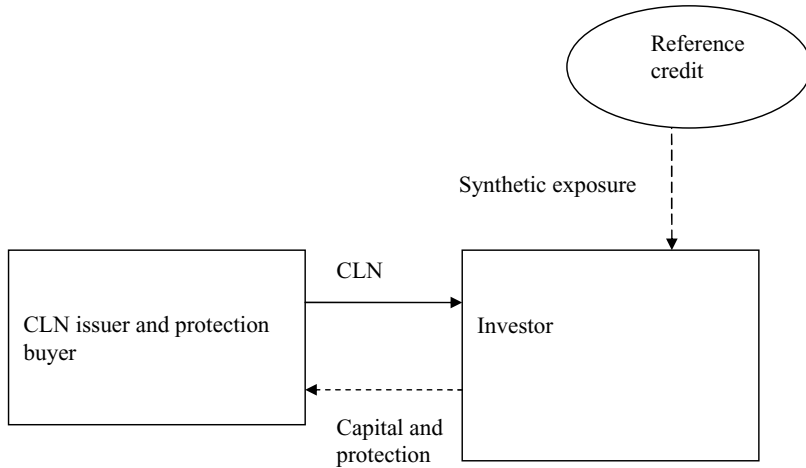 Reference
credit
Synthetic exposure
CLN
CLN issuer and protection
buyer
Investor
Capital and
protection